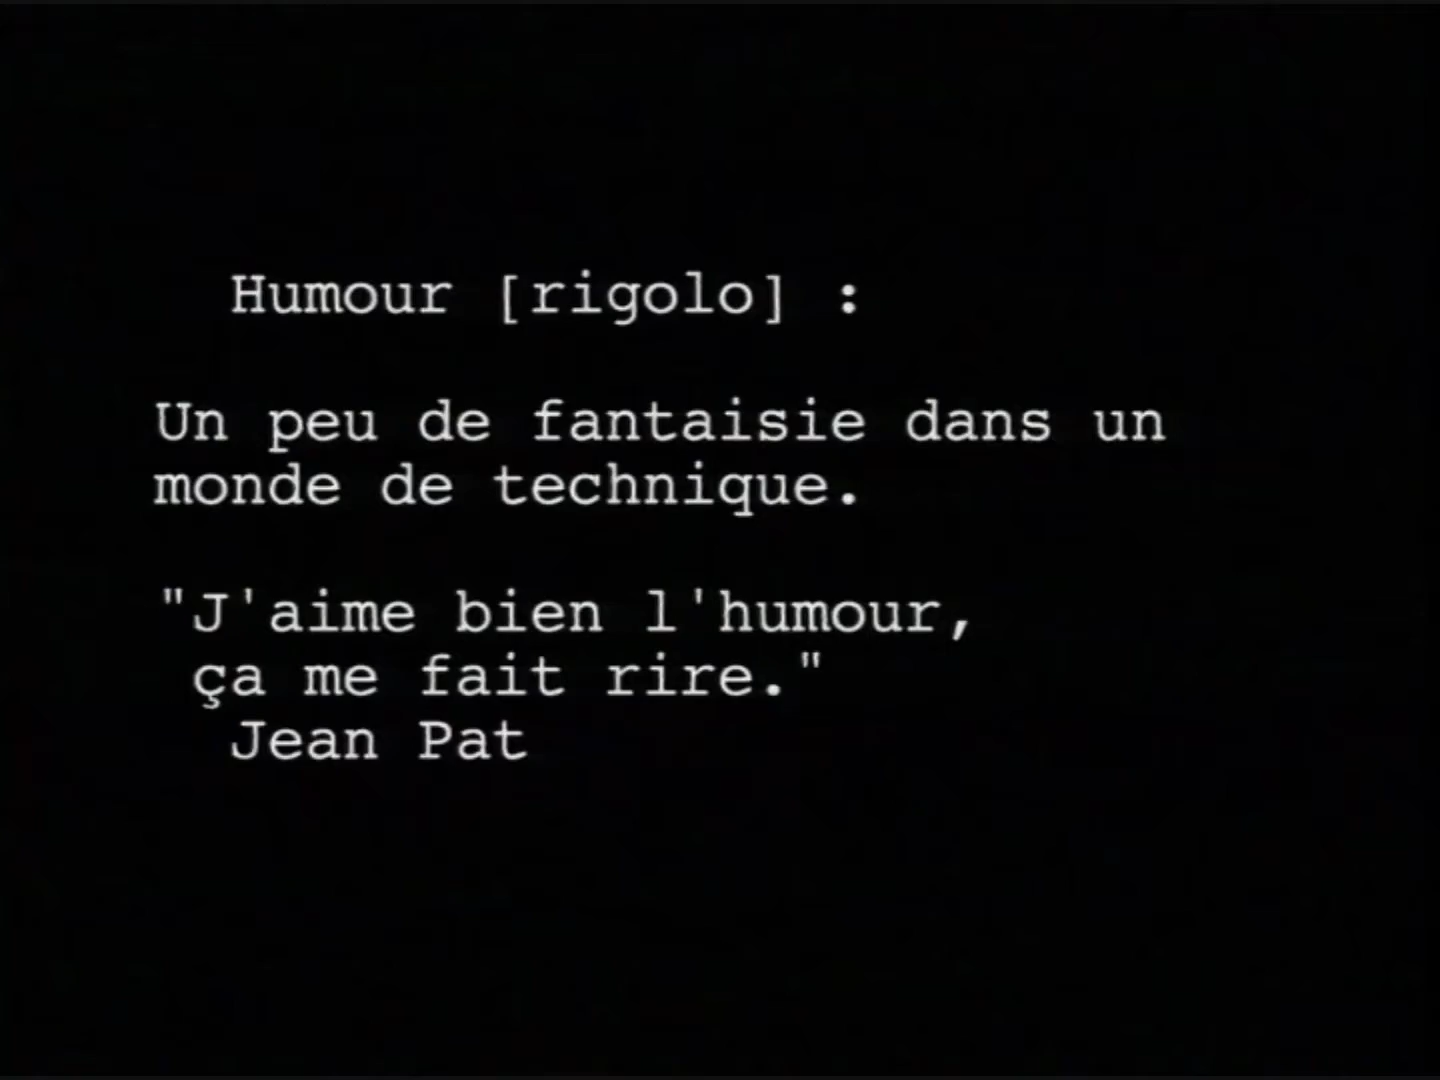 Humour [rigolo] :
Un peu de fantaisie dans un
monde de technique.
"J'aime bien l'humour,
ça me fait rire."
Jean Pat